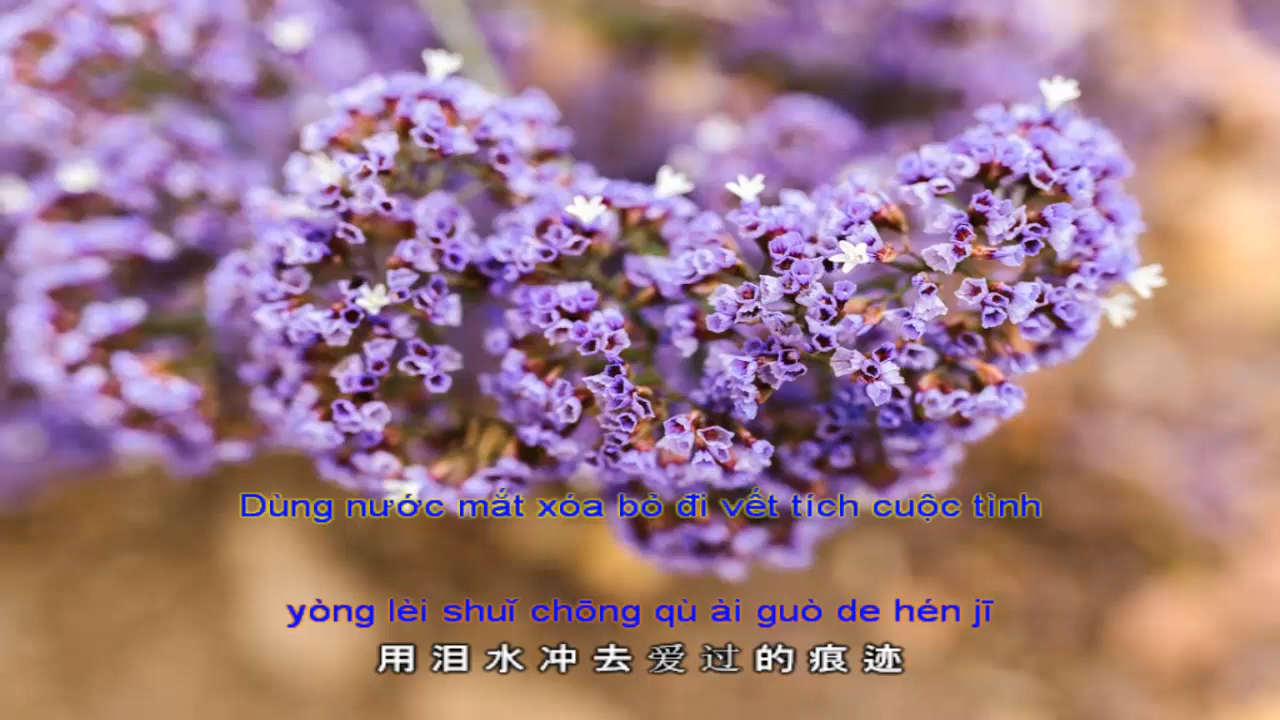 Dùng nước mắt xóa bỏ đi vết tích cuộc tình
yòng lèi shuǐ chōng qù ài guò de hén jī
用泪水冲去爱过的痕迹